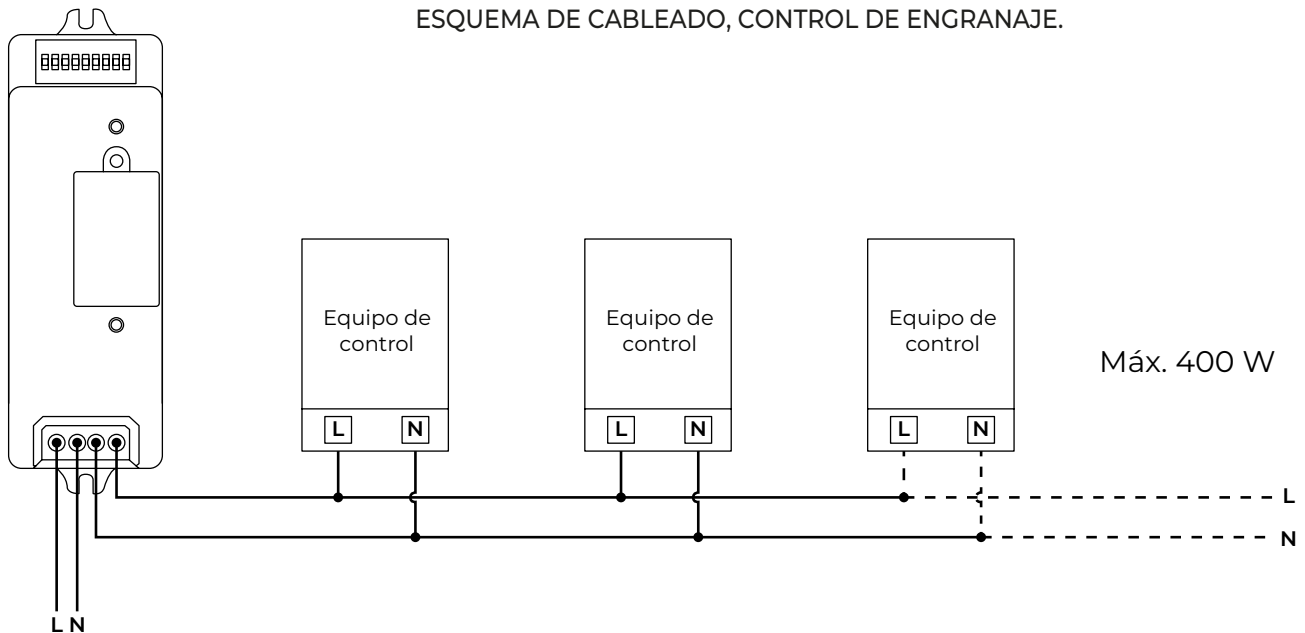 ESQUEMA DE CABLEADO, CONTROL DE ENGRANAJE.
Equipo de
control
Equipo de
control
Equipo de
control
Máx. 400 W
L N
L N
L N
L
N
L N